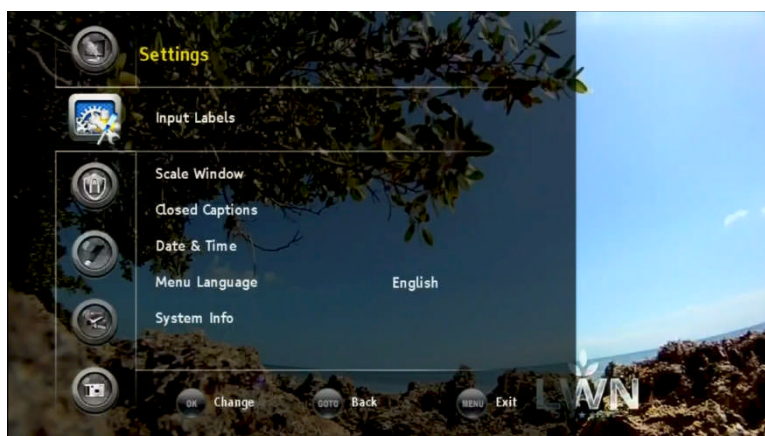 Settings
Input Labels
Scale Window
Closed Captions
Date & Time
Menu Language English
System Info
OK Change GOTO Back MENU Exit
LWN